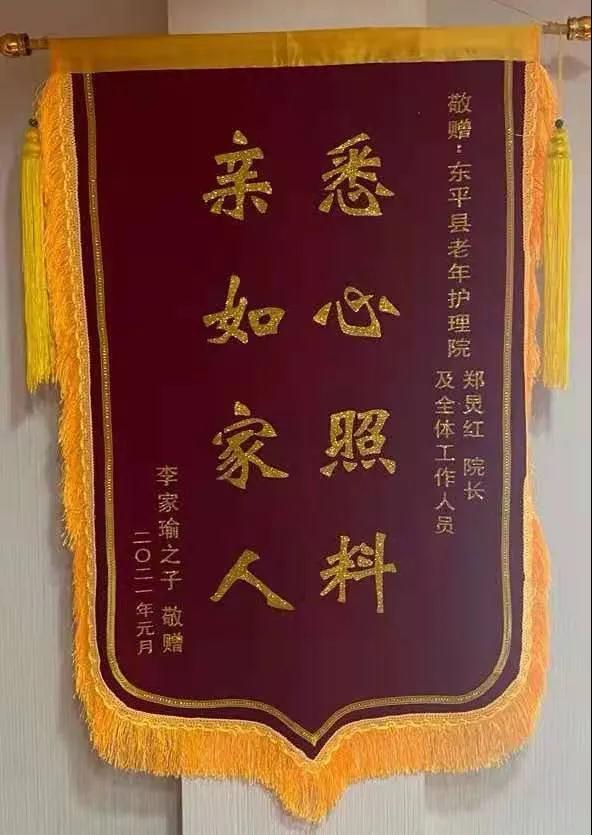 敬赠：东平县老年护理院
郑炅红 院长
及全体工作人员
悉心照料
亲如家人
李家瑜之子 敬赠
二〇二一年元月